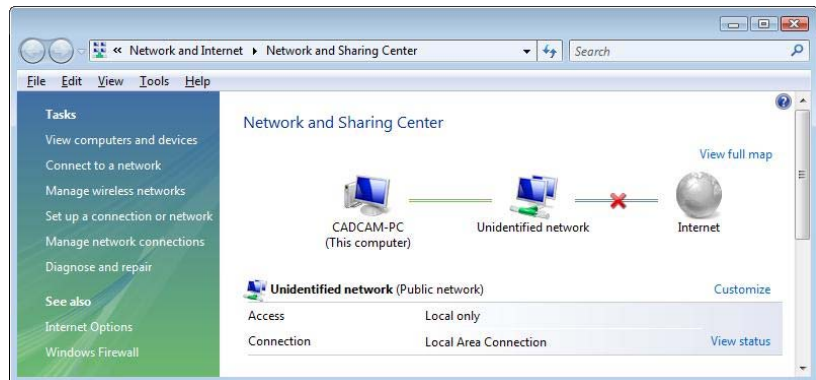 « Network and Internet ▸ Network and Sharing Center
Search
File Edit View Tools Help
Tasks
View computers and devices
Connect to a network
Manage wireless networks
Set up a connection or network
Manage network connections
Diagnose and repair
See also
Internet Options
Windows Firewall
Network and Sharing Center
View full map
CADCAM-PC
(This computer)
Unidentified network
Internet
Unidentified network (Public network)
Customize
Access Local only
Connection Local Area Connection View status